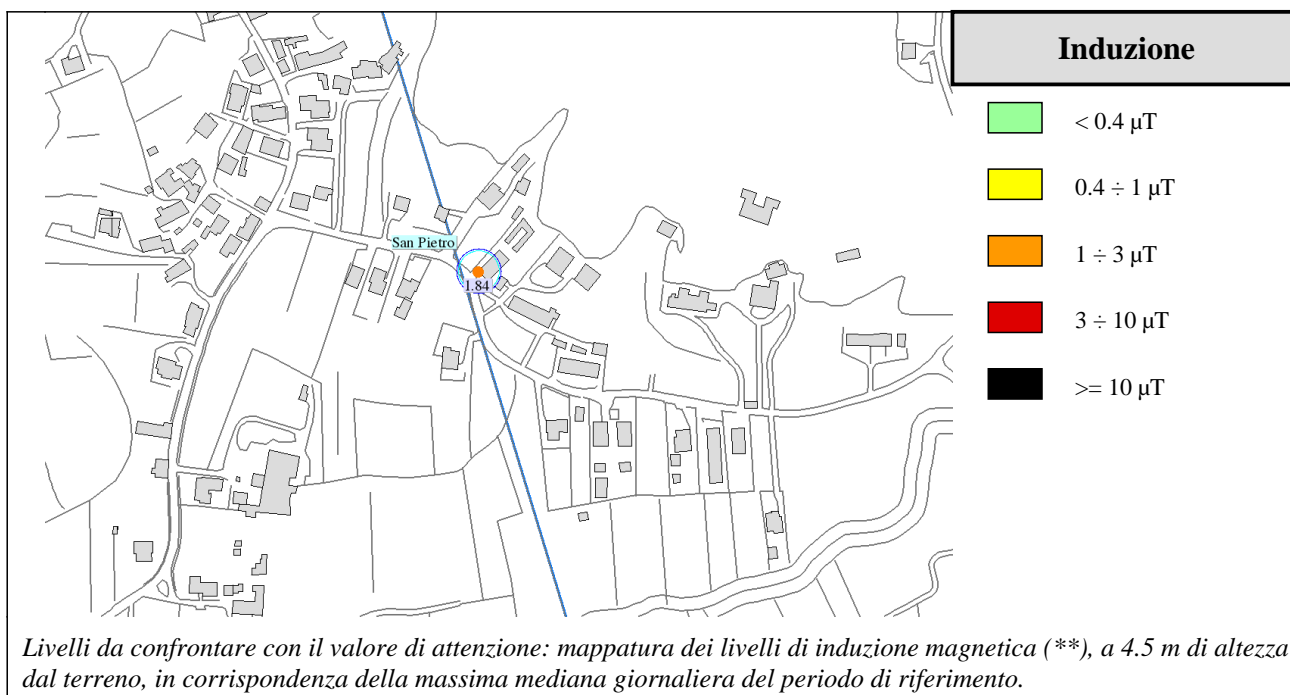 Induzione
< 0.4 µT
0.4 ÷ 1 µT
1 ÷ 3 µT
3 ÷ 10 µT
>= 10 µT
San Pietro
1.84
Livelli da confrontare con il valore di attenzione: mappatura dei livelli di induzione magnetica (**), a 4.5 m di altezza
dal terreno, in corrispondenza della massima mediana giornaliera del periodo di riferimento.